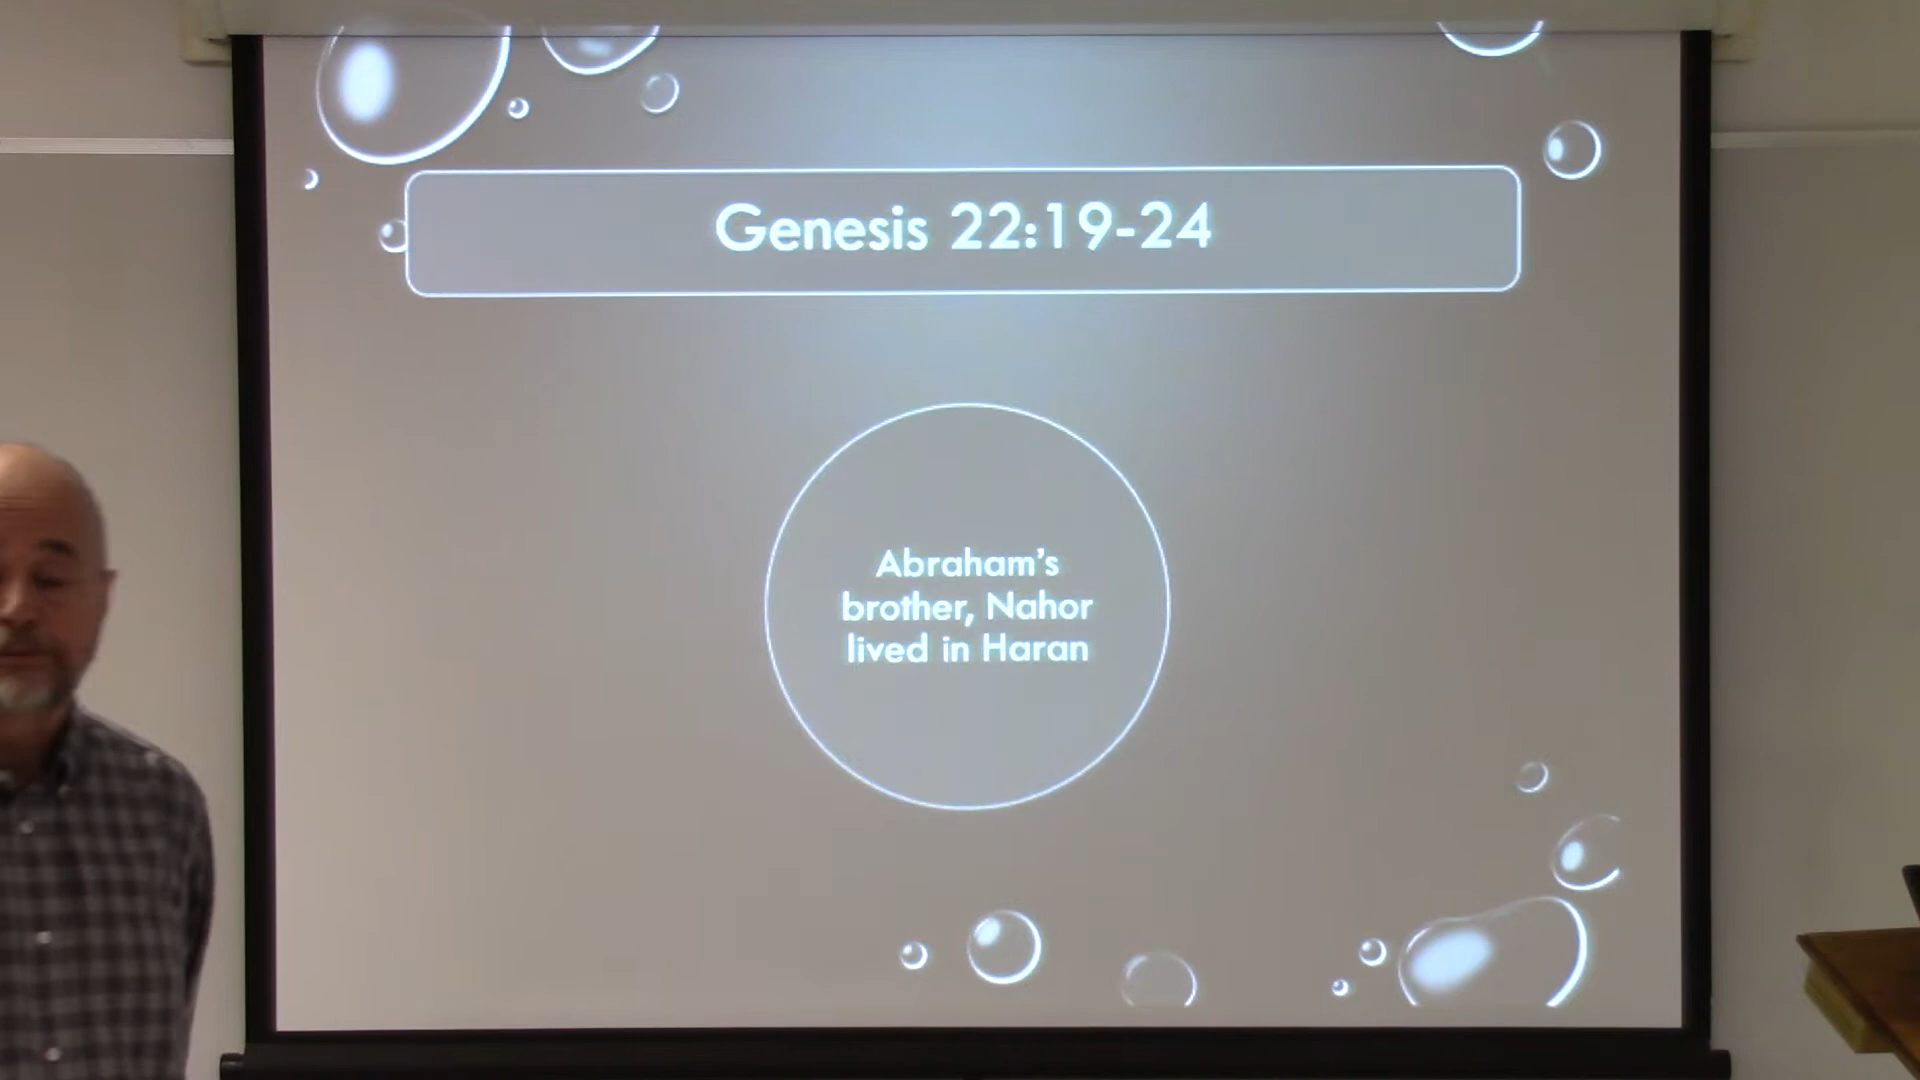 Genesis 22:19-24
Abraham’s
brother, Nahor
lived in Haran